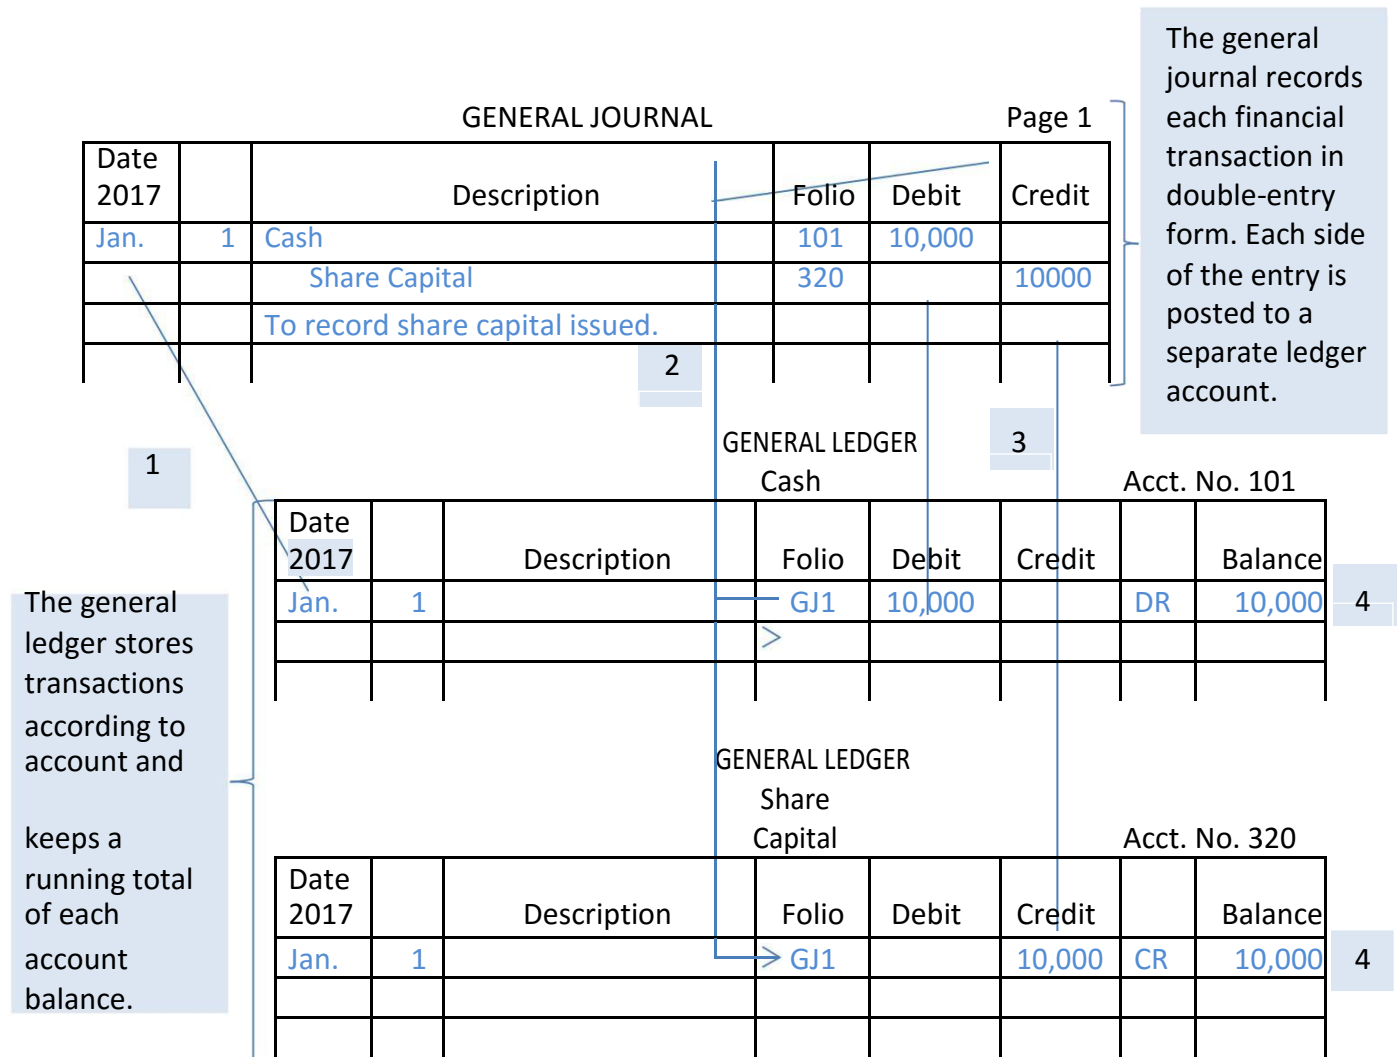 The general
journal records
each financial
transaction in
double-entry
form. Each side
of the entry is
posted to a
separate ledger
account.
GENERAL JOURNAL Page 1
Date
2017 Description Folio Debit Credit
Jan. 1 Cash 101 10,000
Share Capital 320 10000
To record share capital issued.
2
3
1
GENERAL LEDGER
Cash Acct. No. 101
Date
2017 Description Folio Debit Credit Balance
Jan. 1 GJ1 10,000 DR 10,000 4
The general
ledger stores
transactions
according to
account and
keeps a
running total
of each
account
balance.
GENERAL LEDGER
Share
Capital Acct. No. 320
Date
2017 Description Folio Debit Credit Balance
Jan. 1 GJ1 10,000 CR 10,000 4